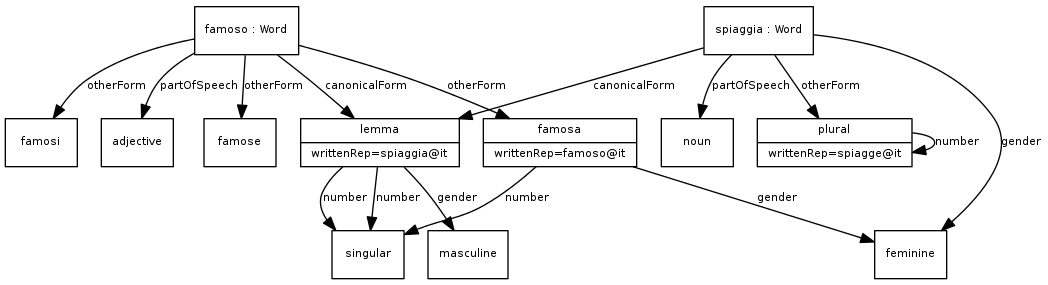 famoso : Word
spiaggia : Word
otherForm
partOfSpeech
otherForm
canonicalForm
otherForm
canonicalForm
partOfSpeech
otherForm
famosi
adjective
famose
lemma
writtenRep=spiaggia@it
famosa
writtenRep=famoso@it
noun
plural
writtenRep=spiagge@it
number
gender
number
number
gender
number
gender
singular
masculine
feminine